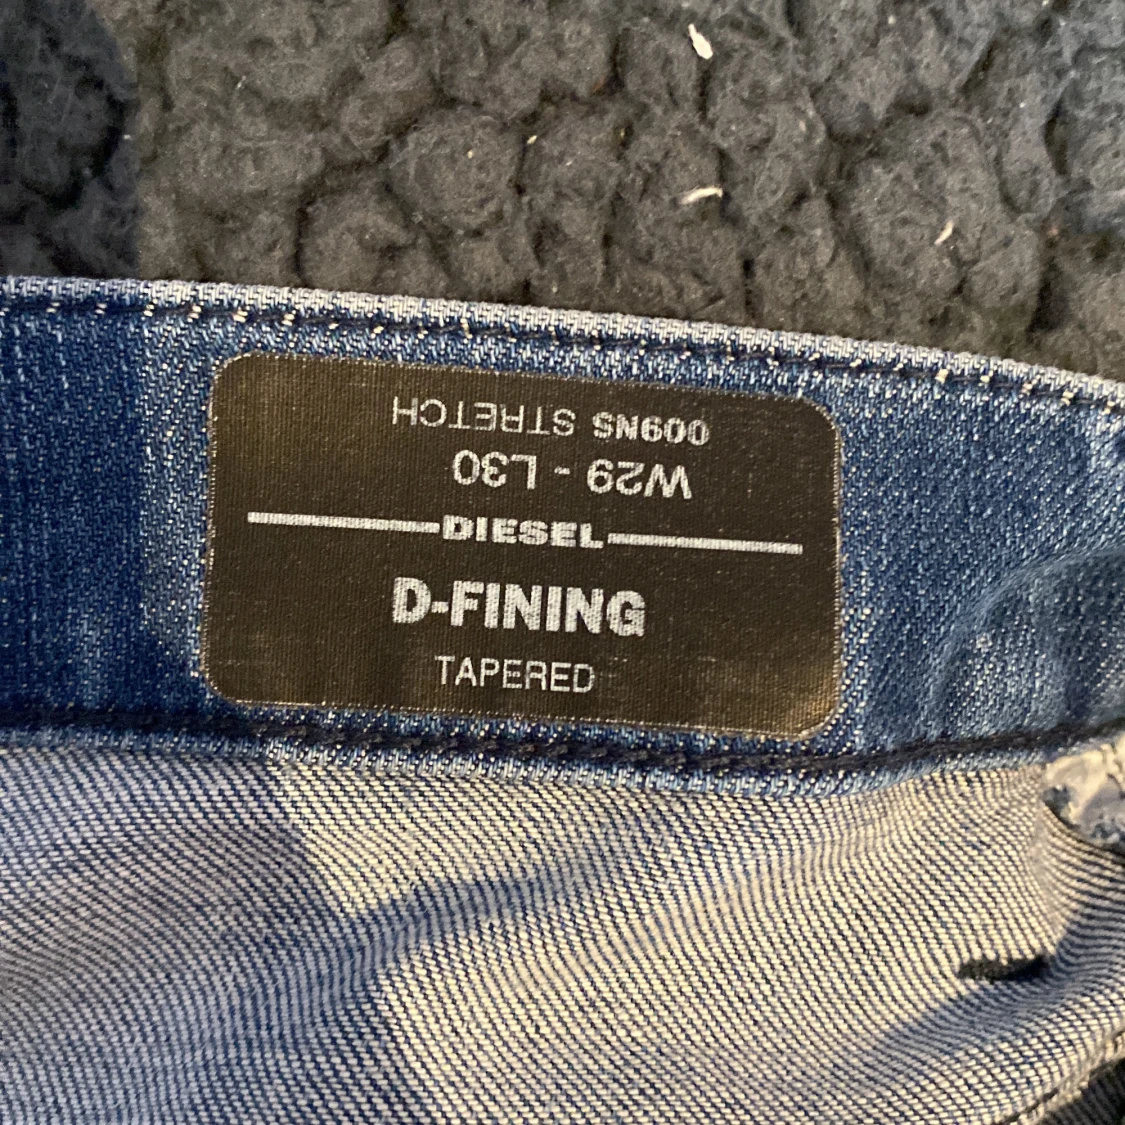 DIESEL
D-FINING
TAPERED
W29 - L30
009NS STRETCH